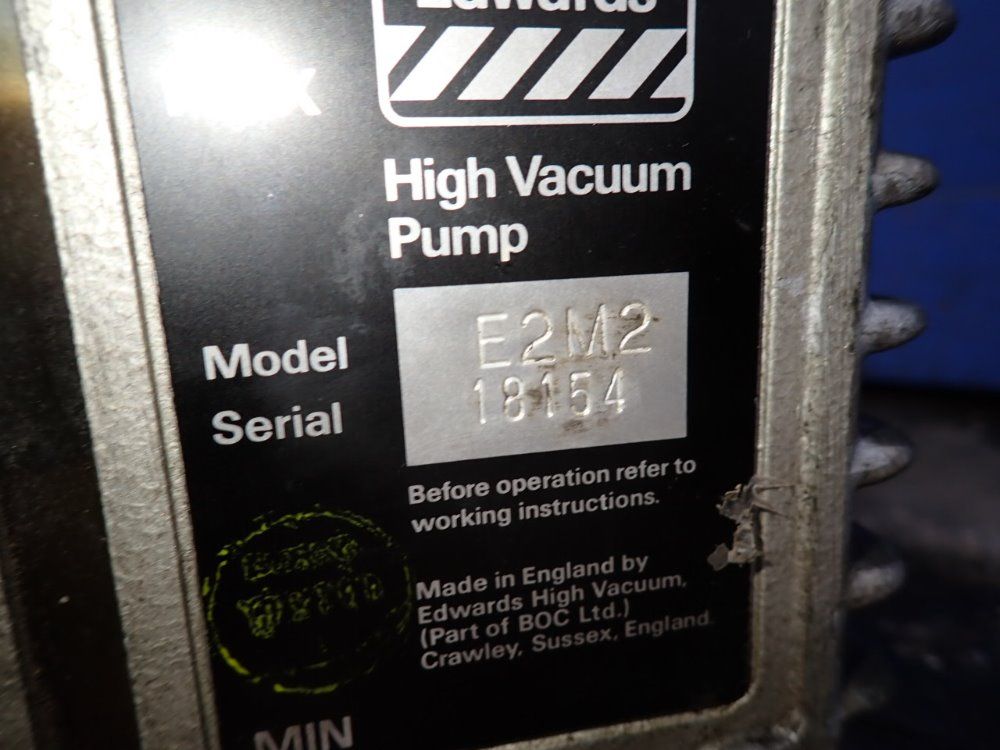 Edwards
High Vacuum
Pump
Model E2M2
Serial 18154
Before operation refer to
working instructions.
Made in England by
Edwards High Vacuum,
(Part of BOC Ltd.)
Crawley, Sussex, England.
MIN